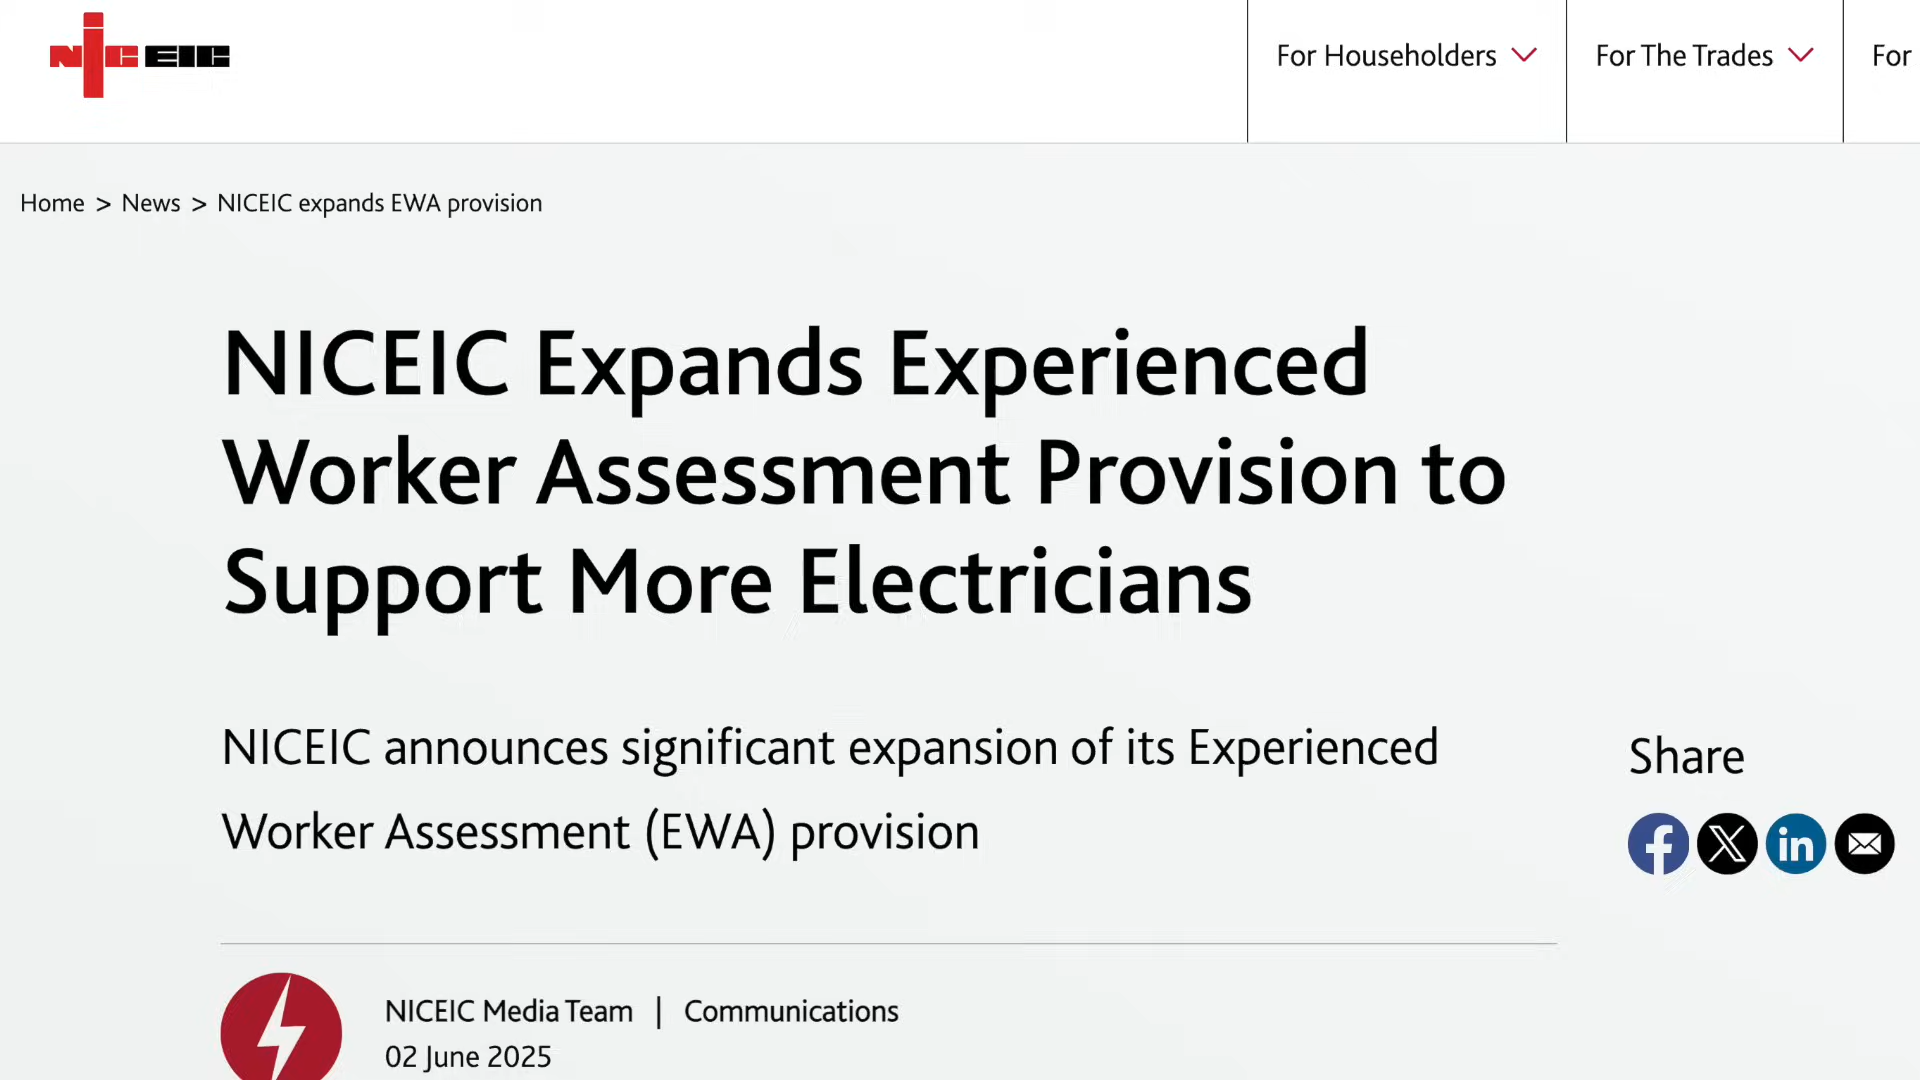 NICEIC
For Householders
For The Trades
For
Home > News > NICEIC expands EWA provision
NICEIC Expands Experienced
Worker Assessment Provision to
Support More Electricians
NICEIC announces significant expansion of its Experienced
Worker Assessment (EWA) provision
Share
NICEIC Media Team | Communications
02 June 2025